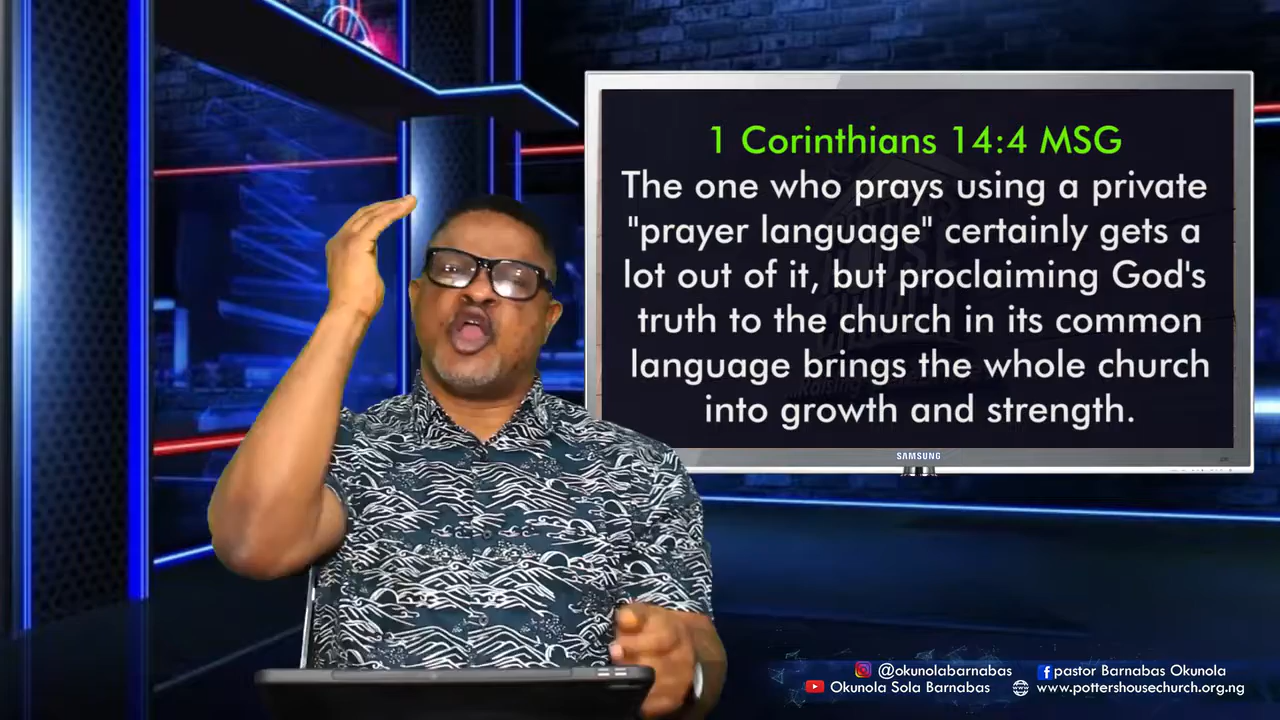 1 Corinthians 14:4 MSG
The one who prays using a private
"prayer language" certainly gets a
lot out of it, but proclaiming God's
truth to the church in its common
language brings the whole church
into growth and strength.
SAMSUNG
@okunolabarnabas
pastor Barnabas Okunola
Okunola Sola Barnabas
www.pottershousechurch.org.ng